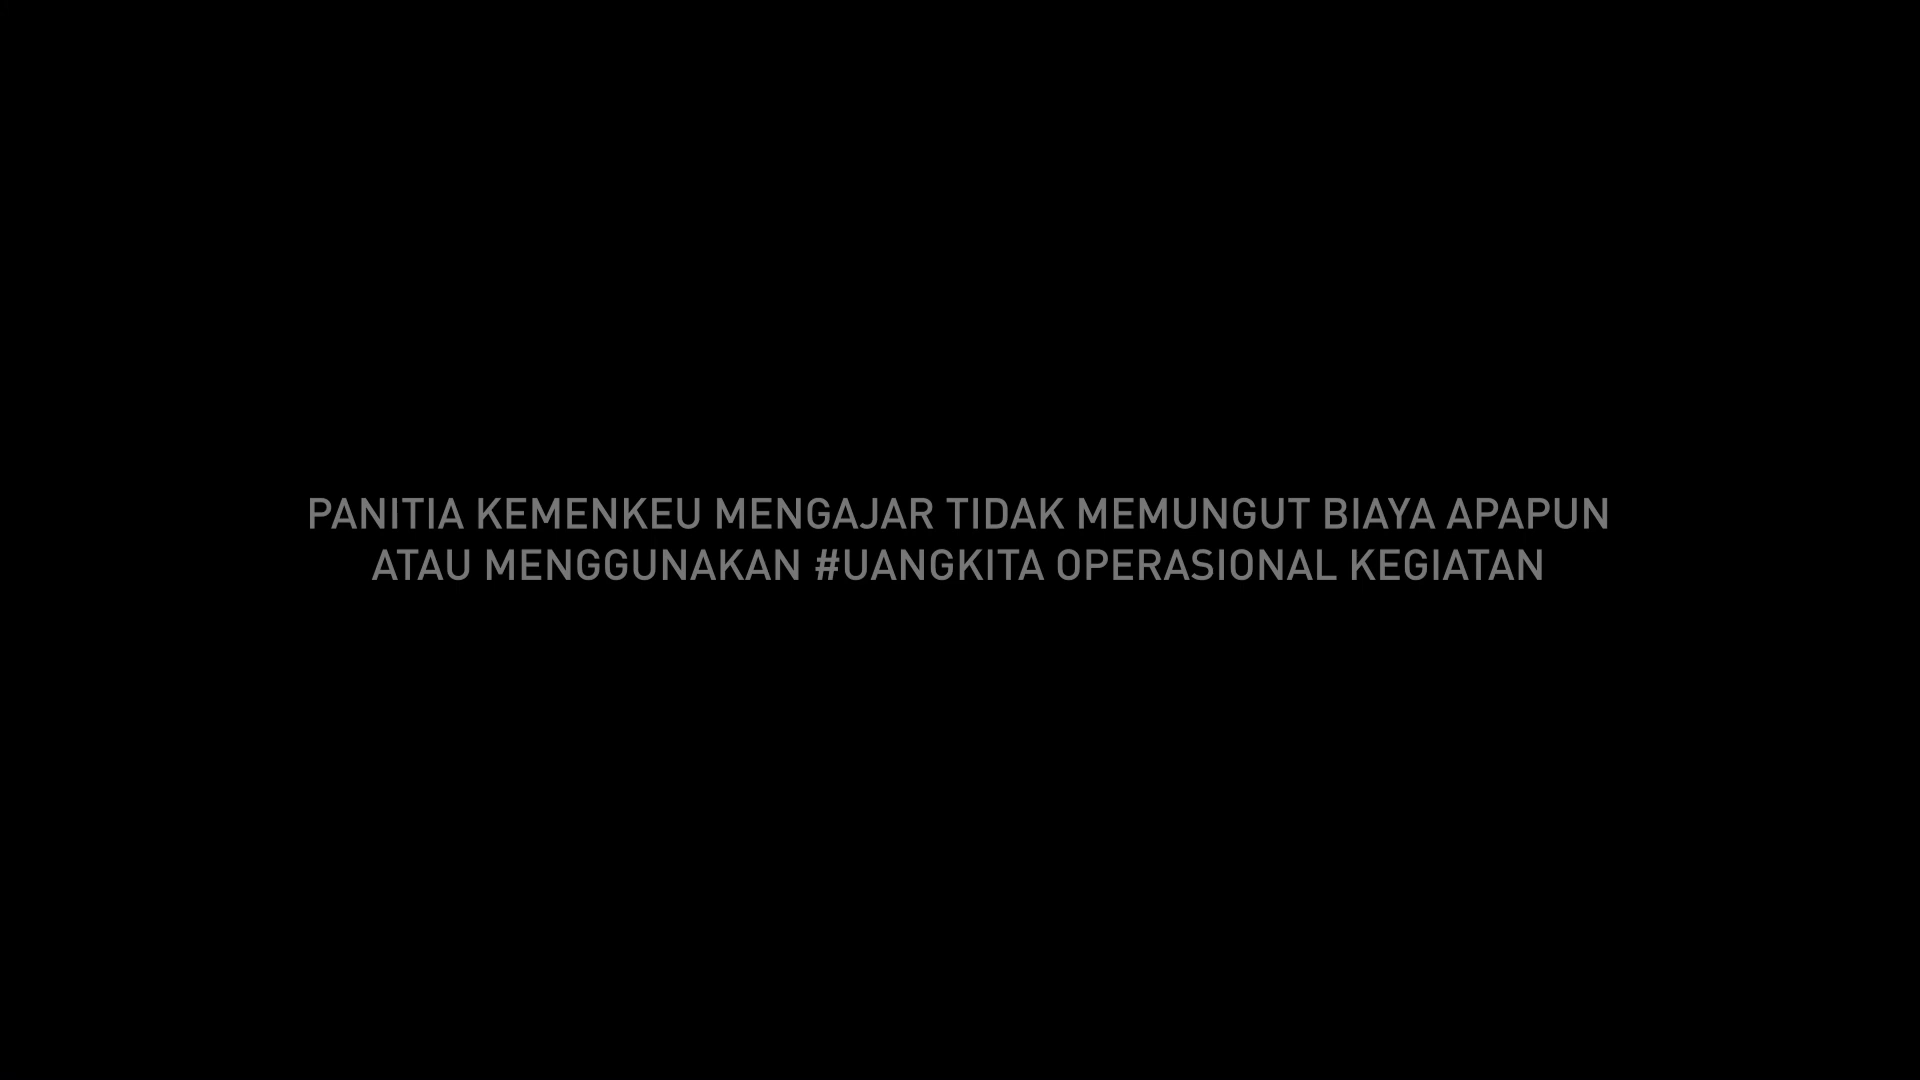 PANITIA KEMENKEU MENGAJAR TIDAK MEMUNGUT BIAYA APAPUN
ATAU MENGGUNAKAN #UANGKITA OPERASIONAL KEGIATAN